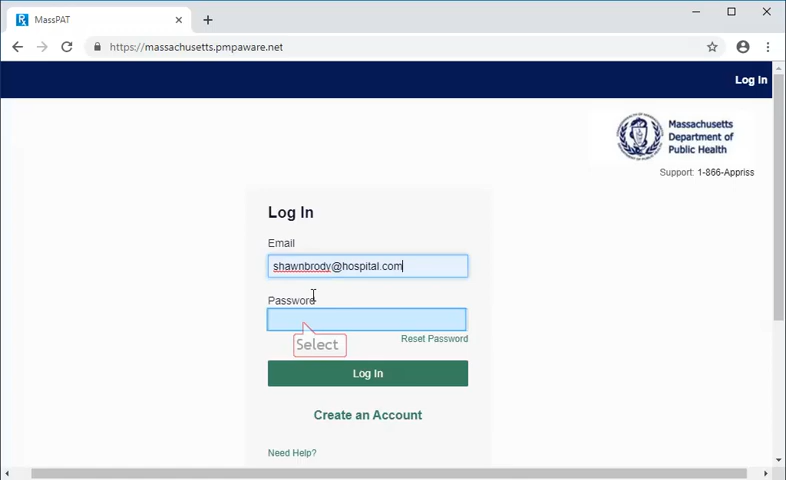 MassPAT
https://massachusetts.pmpaware.net
Log In
Massachusetts
Department of
Public Health
Support: 1-866-Appriss
Log In
Email
shawnbrody@hospital.com
Password
Select
Reset Password
Log In
Create an Account
Need Help?